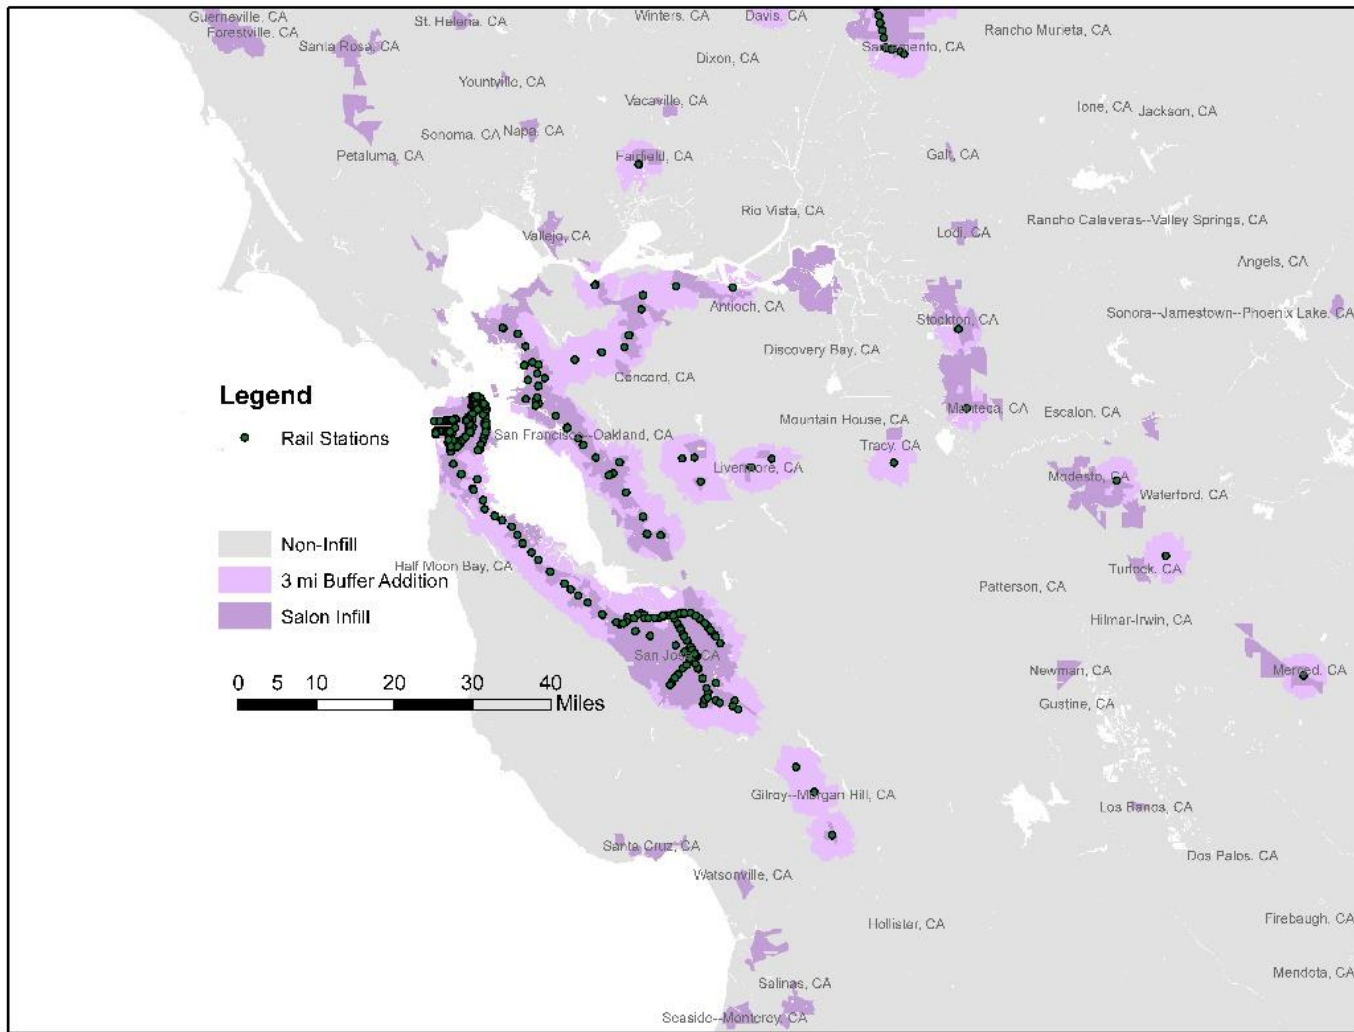 Guerneville, CA
Forestville, CA
St. Helena, CA
Winters, CA
Davis, CA
Rancho Murieta, CA
Santa Rosa, CA
Sacramento, CA
Dixon, CA
Yountville, CA
Vacaville, CA
Ione, CA
Jackson, CA
Sonoma, CA
Napa, CA
Petaluma, CA
Fairfield, CA
Galt, CA
Rio Vista, CA
Rancho Calaveras--Valley Springs, CA
Vallejo, CA
Lodi, CA
Angels, CA
Antioch, CA
Stockton, CA
Sonora--Jamestown--Phoenix Lake, CA
Discovery Bay, CA
Concord, CA
Legend
Rail Stations
Mountain House, CA
Manteca, CA
Escalon, CA
San Francisco--Oakland, CA
Livermore, CA
Tracy, CA
Modesto, CA
Waterford, CA
Non-Infill
3 mi Buffer Addition
Salon Infill
Half Moon Bay, CA
Turlock, CA
Patterson, CA
Hilmar-Irwin, CA
San Jose, CA
Newman, CA
Merced, CA
Gustine, CA
0 5 10 20 30 40
Miles
Gilroy--Morgan Hill, CA
Los Banos, CA
Santa Cruz, CA
Dos Palos, CA
Watsonville, CA
Hollister, CA
Firebaugh, CA
Salinas, CA
Mendota, CA
Seaside--Monterey, CA